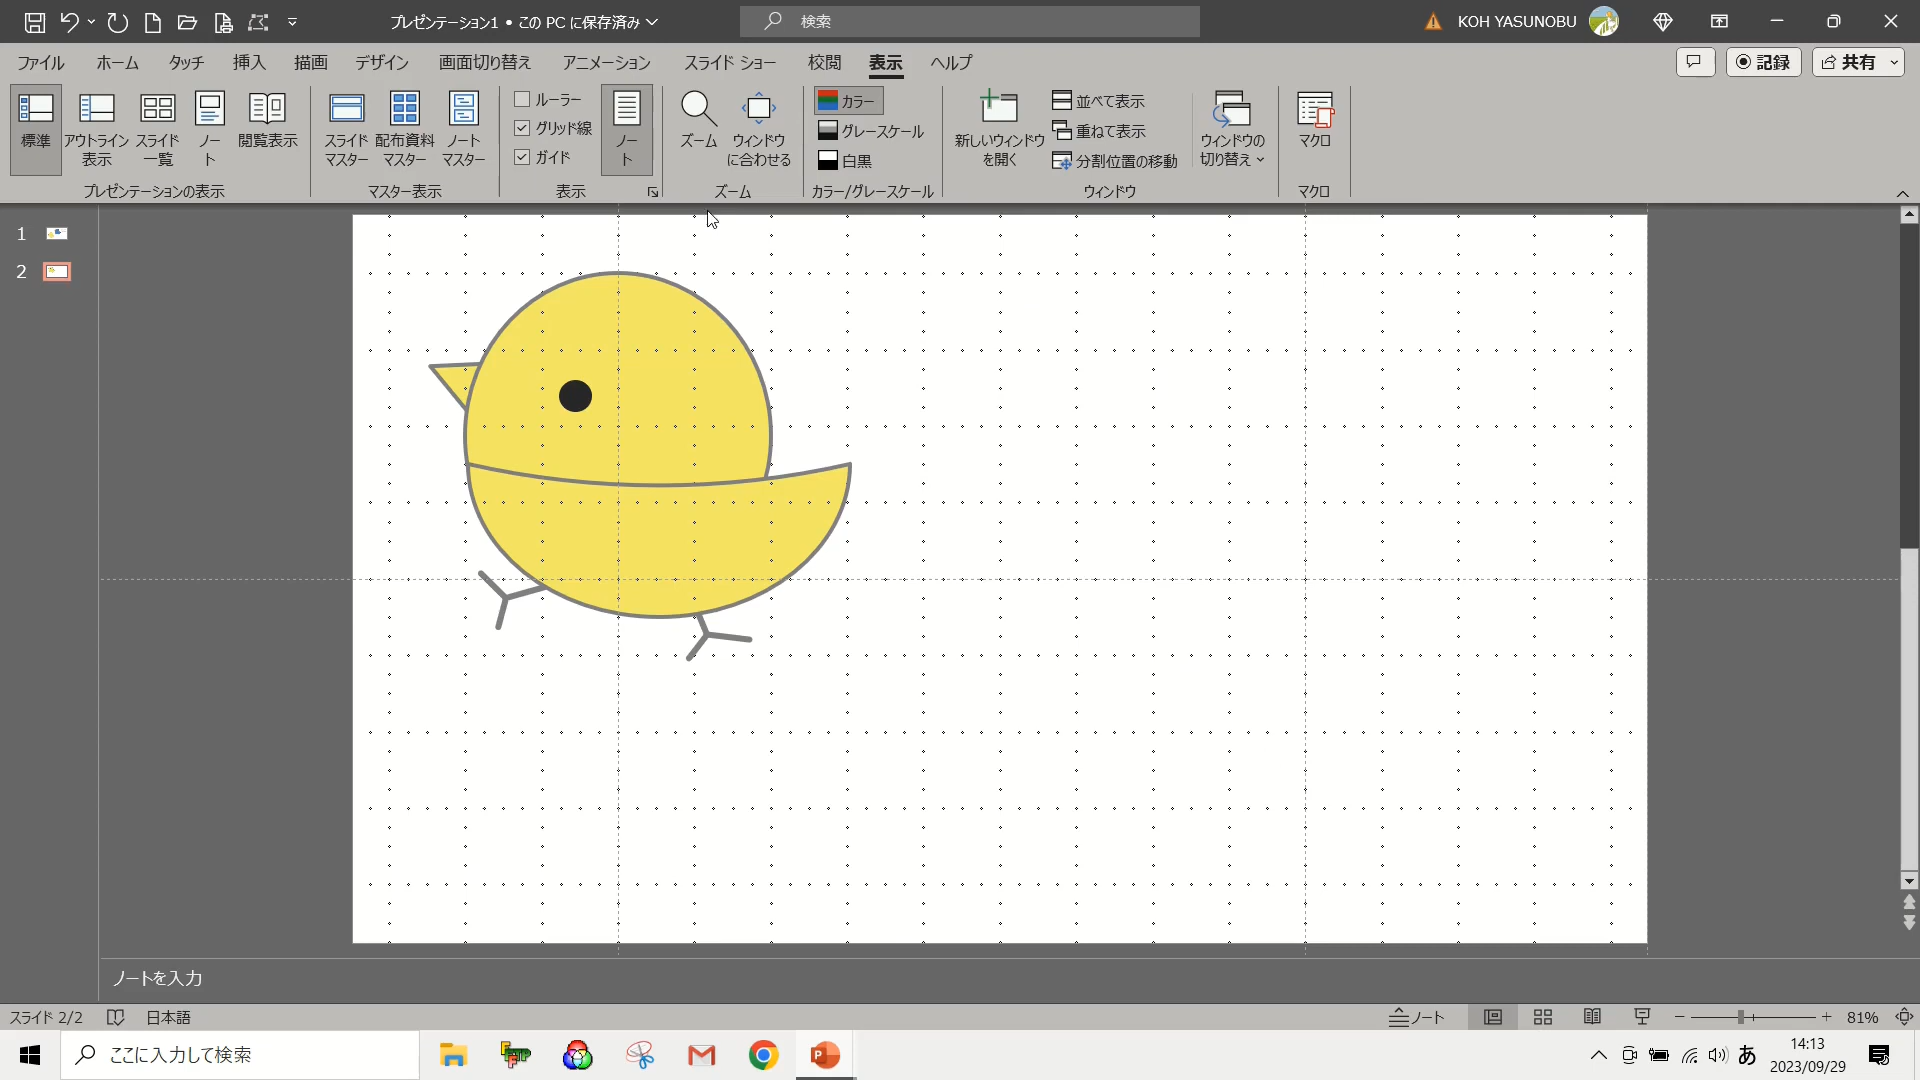 プレゼンテーション1 • この PC に保存済み
検索
KOH YASUNOBU
ファイル ホーム タッチ 挿入 描画 デザイン 画面切り替え アニメーション スライド ショー 校閲 表示 ヘルプ
記録
共有
標準
アウトライン
表示
スライド
一覧
ノー
ト
閲覧表示
プレゼンテーションの表示
スライド
マスター
配布資料
マスター
ノート
マスター
マスター表示
ルーラー
グリッド線
ガイド
ノー
ト
表示
ズーム
ウィンドウ
に合わせる
ズーム
カラー
グレースケール
白黒
カラー/グレースケール
新しいウィンドウ
を開く
並べて表示
重ねて表示
分割位置の移動
ウィンドウの
切り替え
ウィンドウ
マクロ
マクロ
1
2
ノートを入力
スライド 2/2
日本語
ノート
81%
ここに入力して検索
あ
14:13
2023/09/29